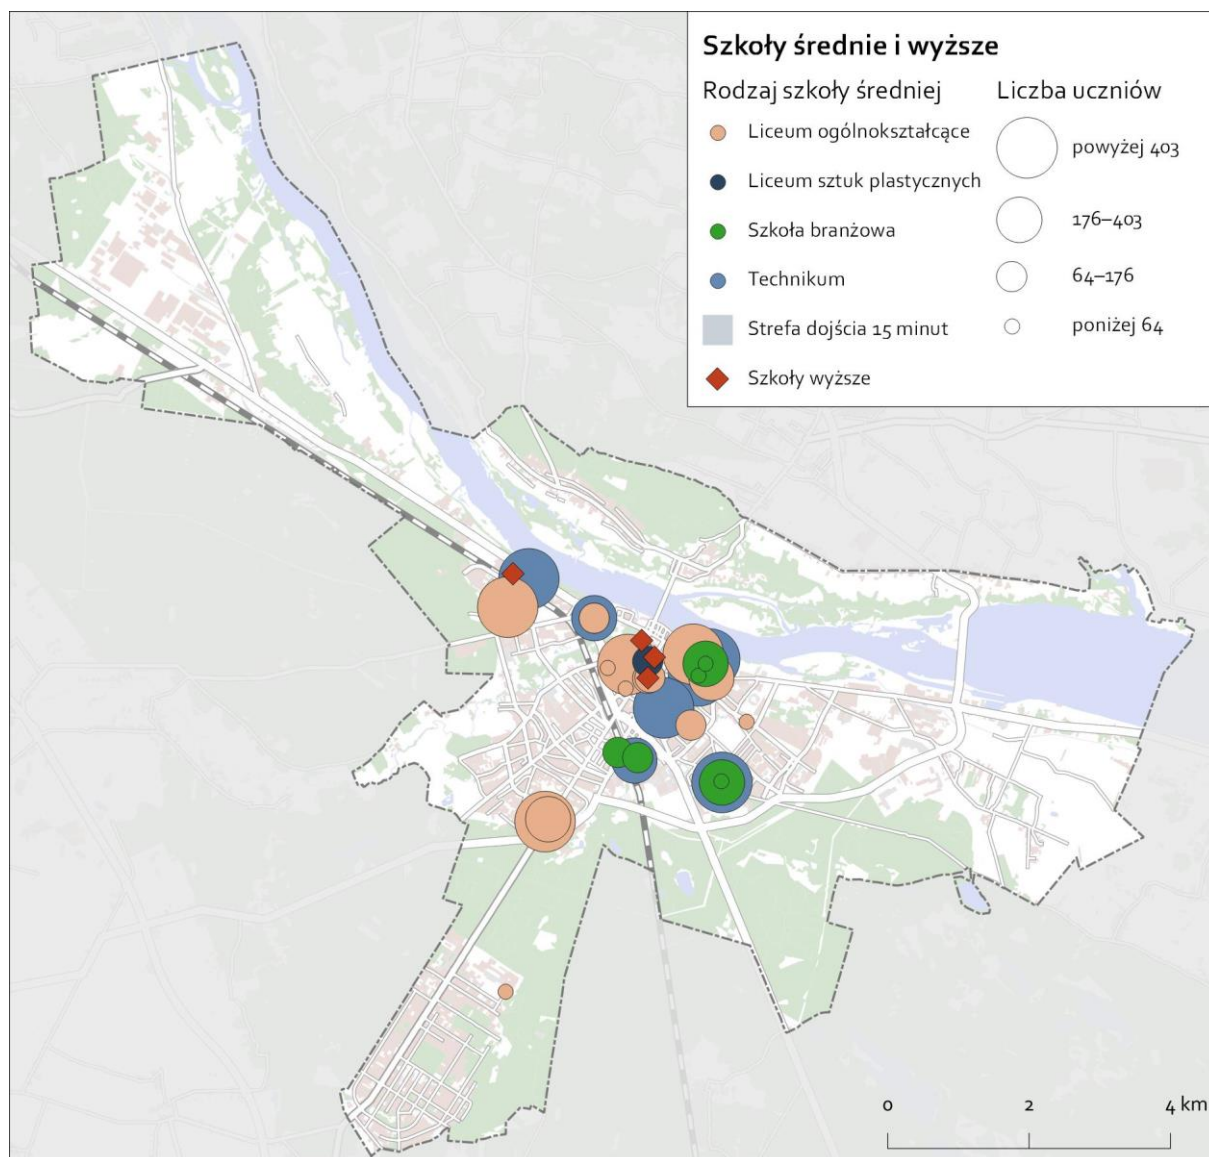 Szkoły średnie i wyższe
Rodzaj szkoły średniej
Liceum ogólnokształcące
Liceum sztuk plastycznych
Szkoła branżowa
Technikum
Strefa dojścia 15 minut
Szkoły wyższe
Liczba uczniów
powyżej 403
176–403
64–176
poniżej 64
0 2 4 km